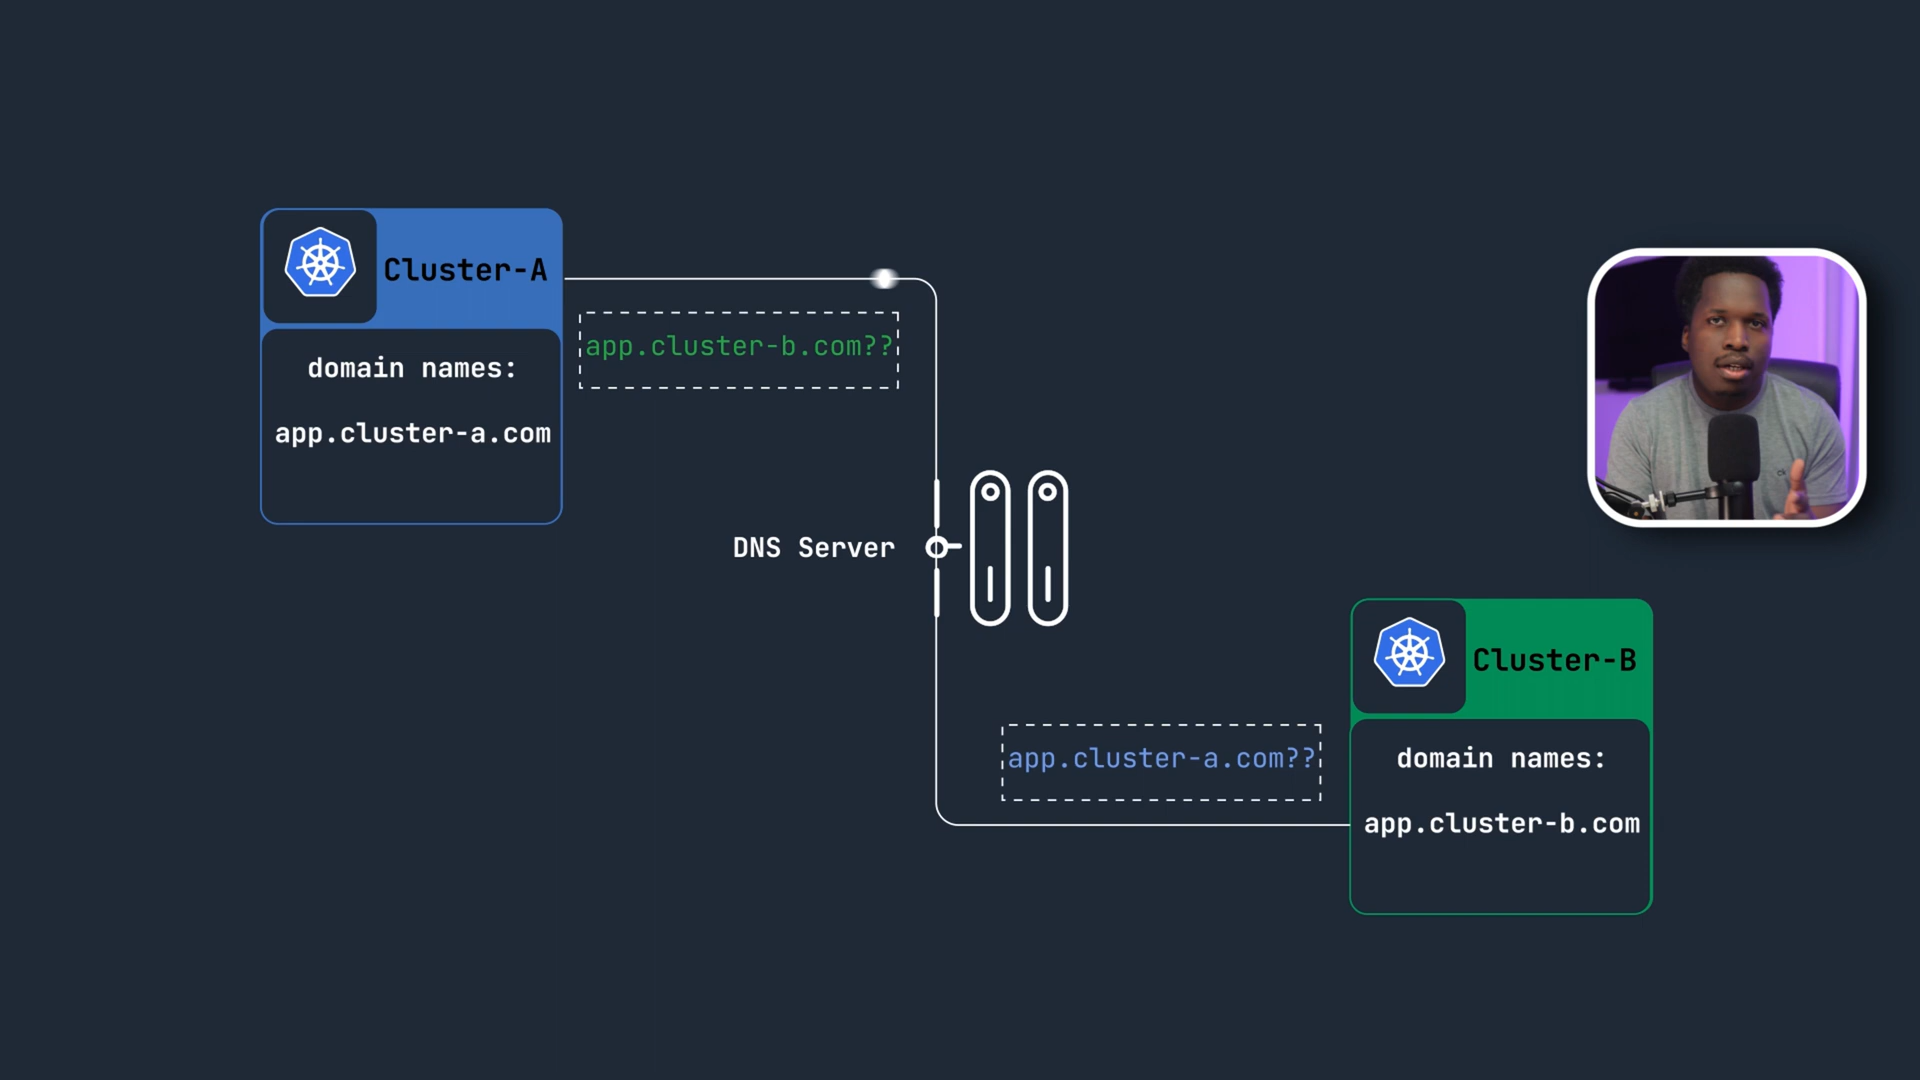 Cluster-A
domain names:
app.cluster-a.com
app.cluster-b.com??
DNS Server
Cluster-B
domain names:
app.cluster-b.com
app.cluster-a.com??